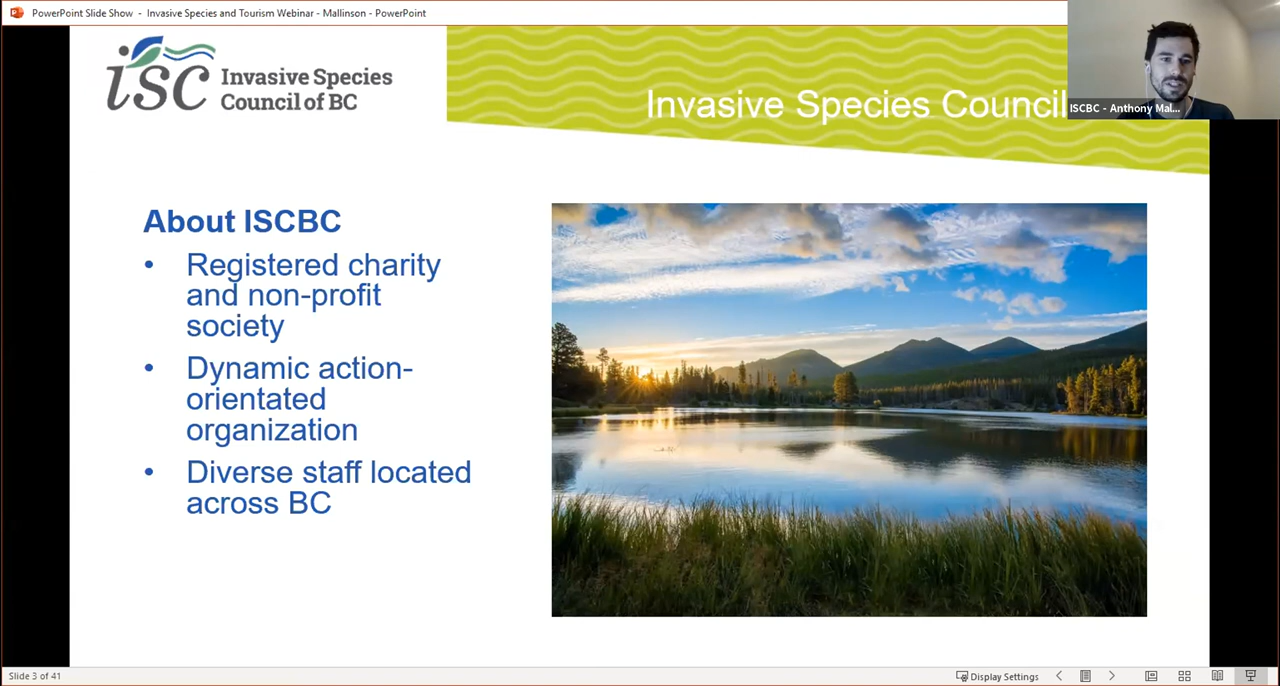 PowerPoint Slide Show - Invasive Species and Tourism Webinar - Mallinson - PowerPoint
isc Invasive Species
Council of BC
Invasive Species Council
ISCBC - Anthony Mal...
About ISCBC
• Registered charity
and non-profit
society
• Dynamic action-
orientated
organization
• Diverse staff located
across BC
Slide 3 of 41
Display Settings